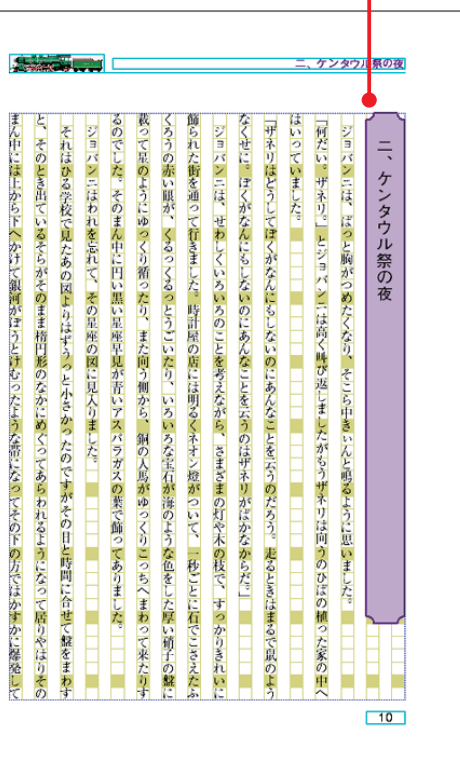 二、ケンタウル祭の夜
二、ケンタウル祭の夜
ジョバンニは、ぱっと胸がつめたくなり、そこら中きぃんと鳴るように思いました。
「何だい。ザネリ。」とジョバンニは高く叫び返しましたがもうザネリは向うのひばの植った家の中へ
はいっていました。
「ザネリはどうしてぼくがなんにもしないのにあんなことを云うのだろう。走るときはまるで鼠のよう
なくせに。ぼくがなんにもしないのにあんなことを云うのはザネリがばかなからだ。」
ジョバンニは、せわしくいろいろのことを考えながら、さまざまの灯や木の枝で、すっかりきれいに
飾られた街を通って行きました。時計屋の店には明るくネオン燈がついて、一秒ごとに石でこさえたふ
くろうの赤い眼が、くるっくるっとうごいたり、いろいろな宝石が海のような色をした厚い硝子の盤に
載って星のようにゆっくり循ったり、また向う側から、銅の人馬がゆっくりこっちへまわって来たりす
るのでした。そのまん中に円い黒い星座早見が青いアスパラガスの葉で飾ってありました。
ジョバンニはわれを忘れて、その星座の図に見入りました。
それはひる学校で見たあの図よりはずうっと小さかったのですがその日と時間に合せて盤をまわす
と、そのとき出ているそらがそのまま楕円形のなかにめぐってあらわれるようになって居りやはりその
まん中には上から下へかけて銀河がぼうとけむったような帯になってその下の方ではかすかに爆発して
10